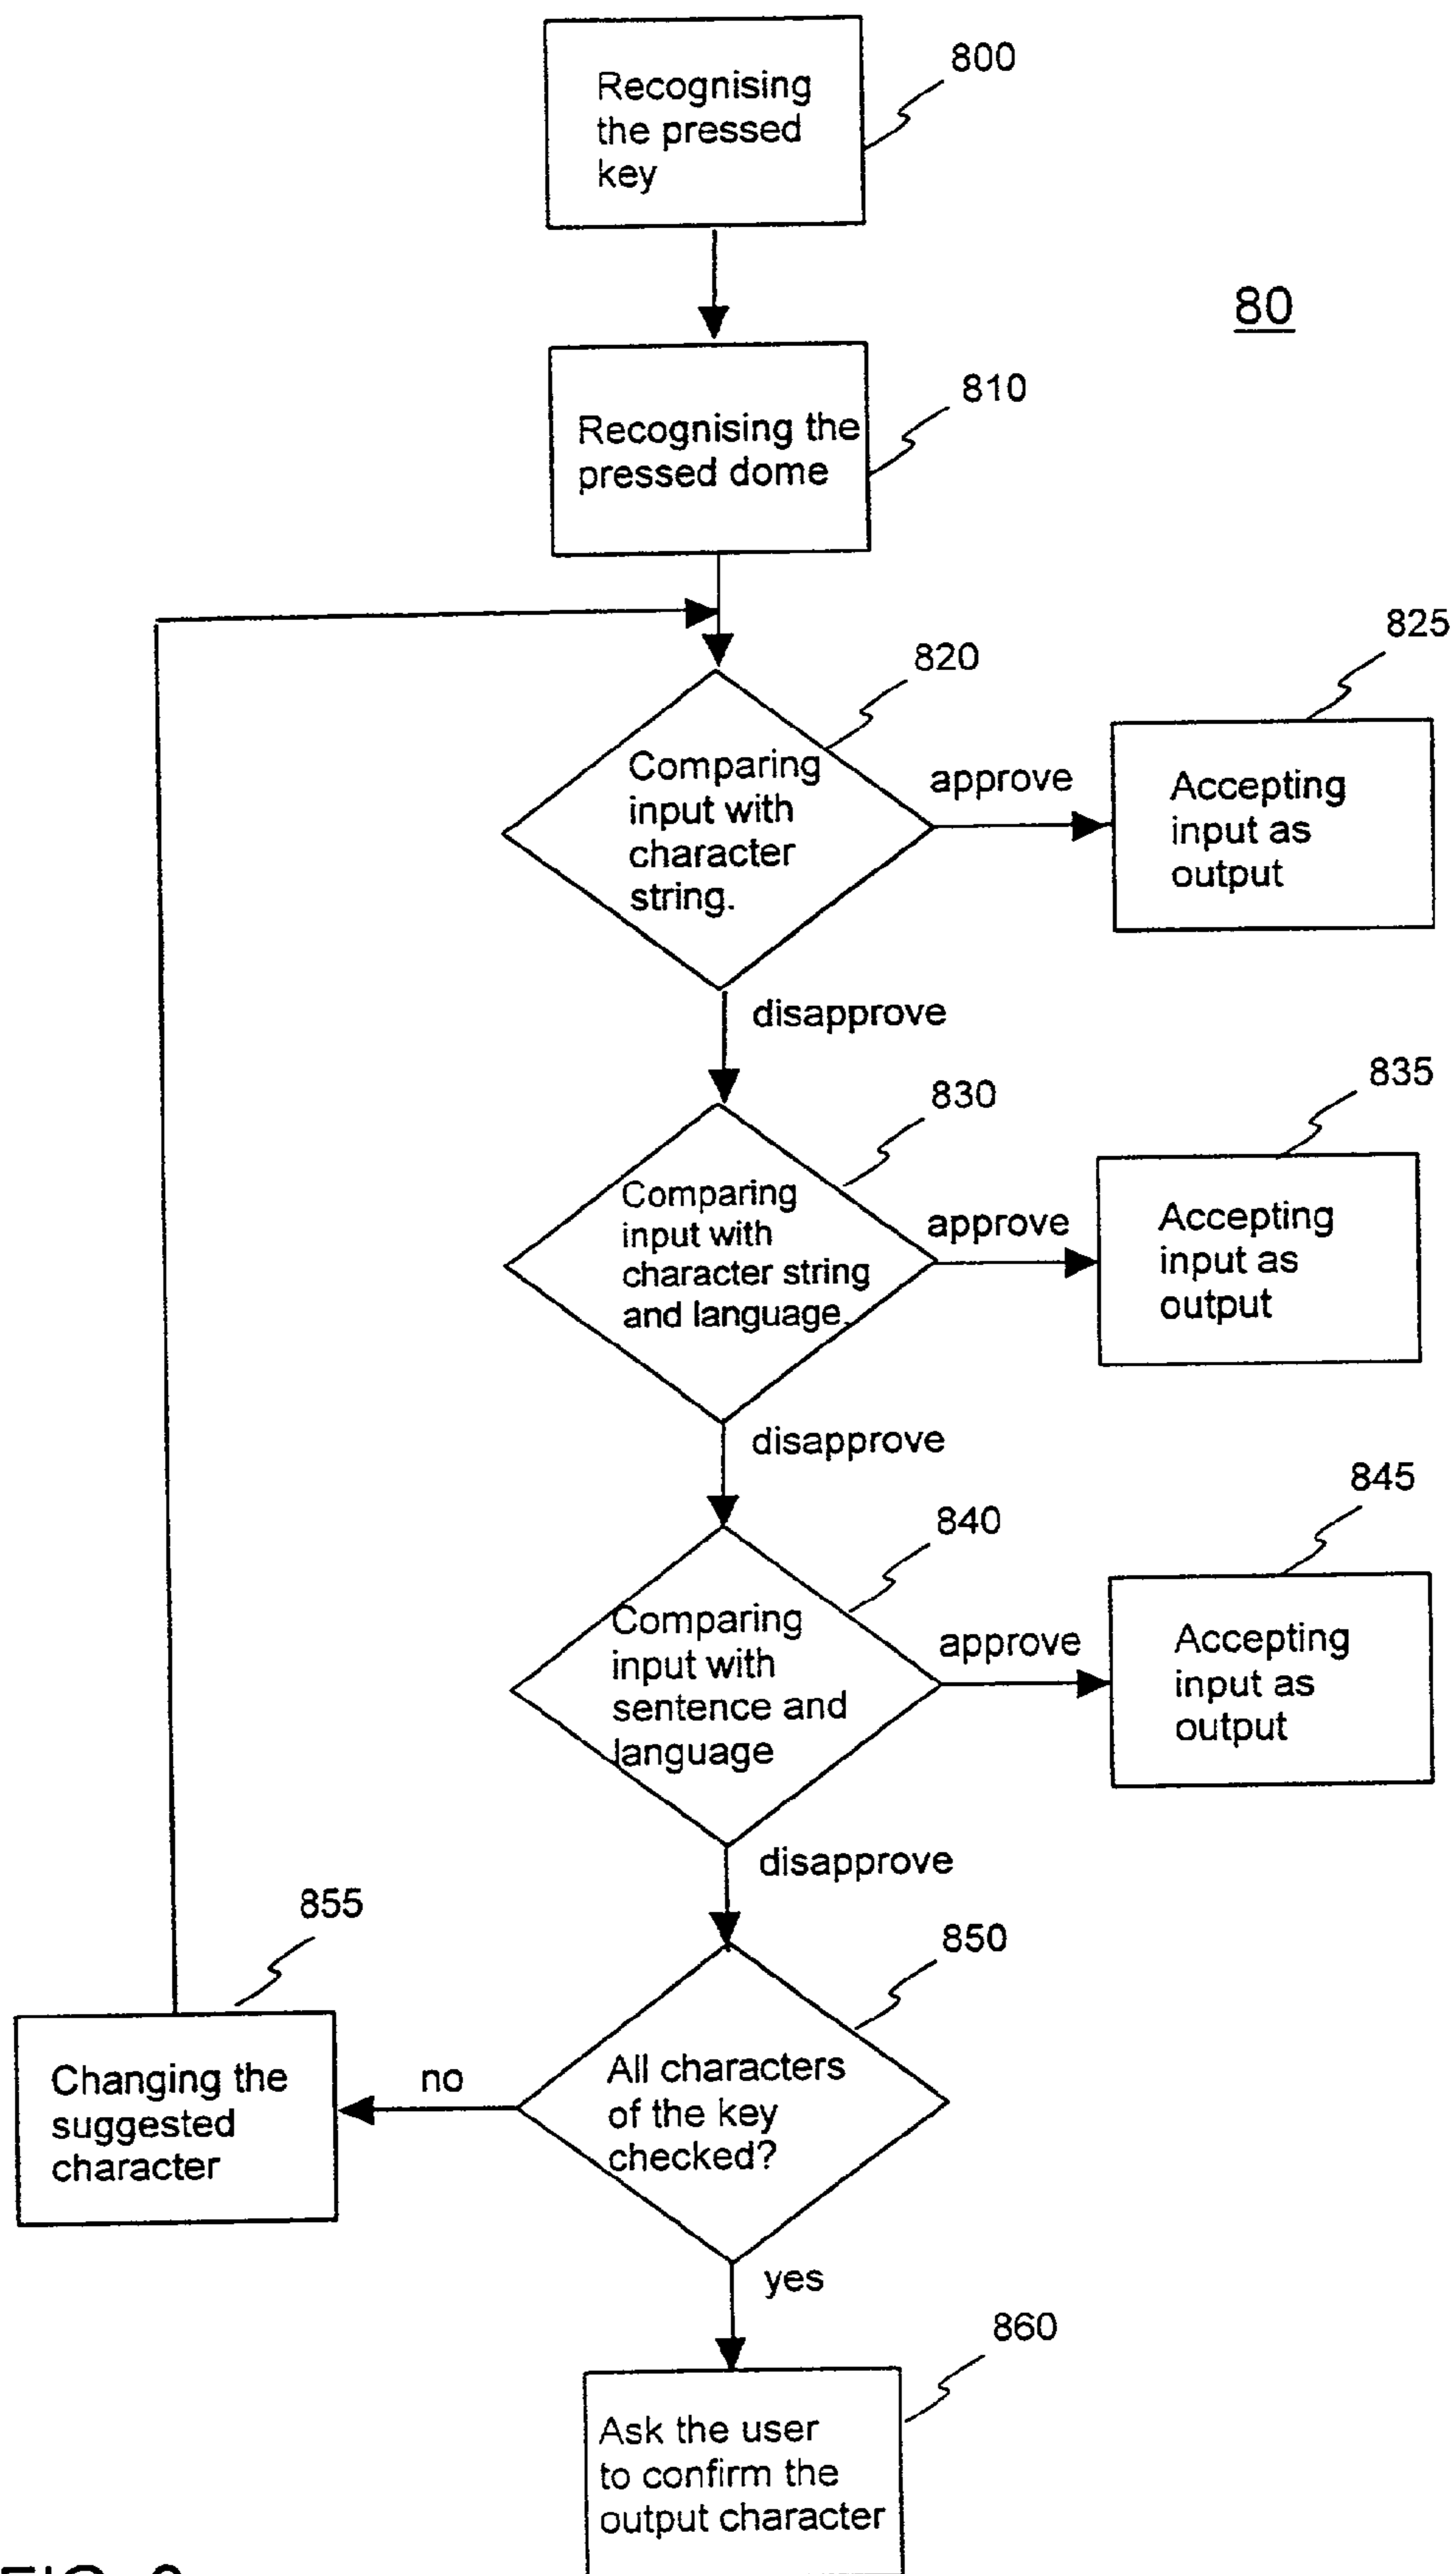 Recognising
the pressed
key
800
80
Recognising the
pressed dome
810
820
825
Comparing
input with
character
string.
approve
Accepting
input as
output
disapprove
830
835
Comparing
input with
character string
and language.
approve
Accepting
input as
output
disapprove
840
845
Comparing
input with
sentence and
language
approve
Accepting
input as
output
disapprove
855
850
Changing the
suggested
character
no
All characters
of the key
checked?
yes
860
Ask the user
to confirm the
output character